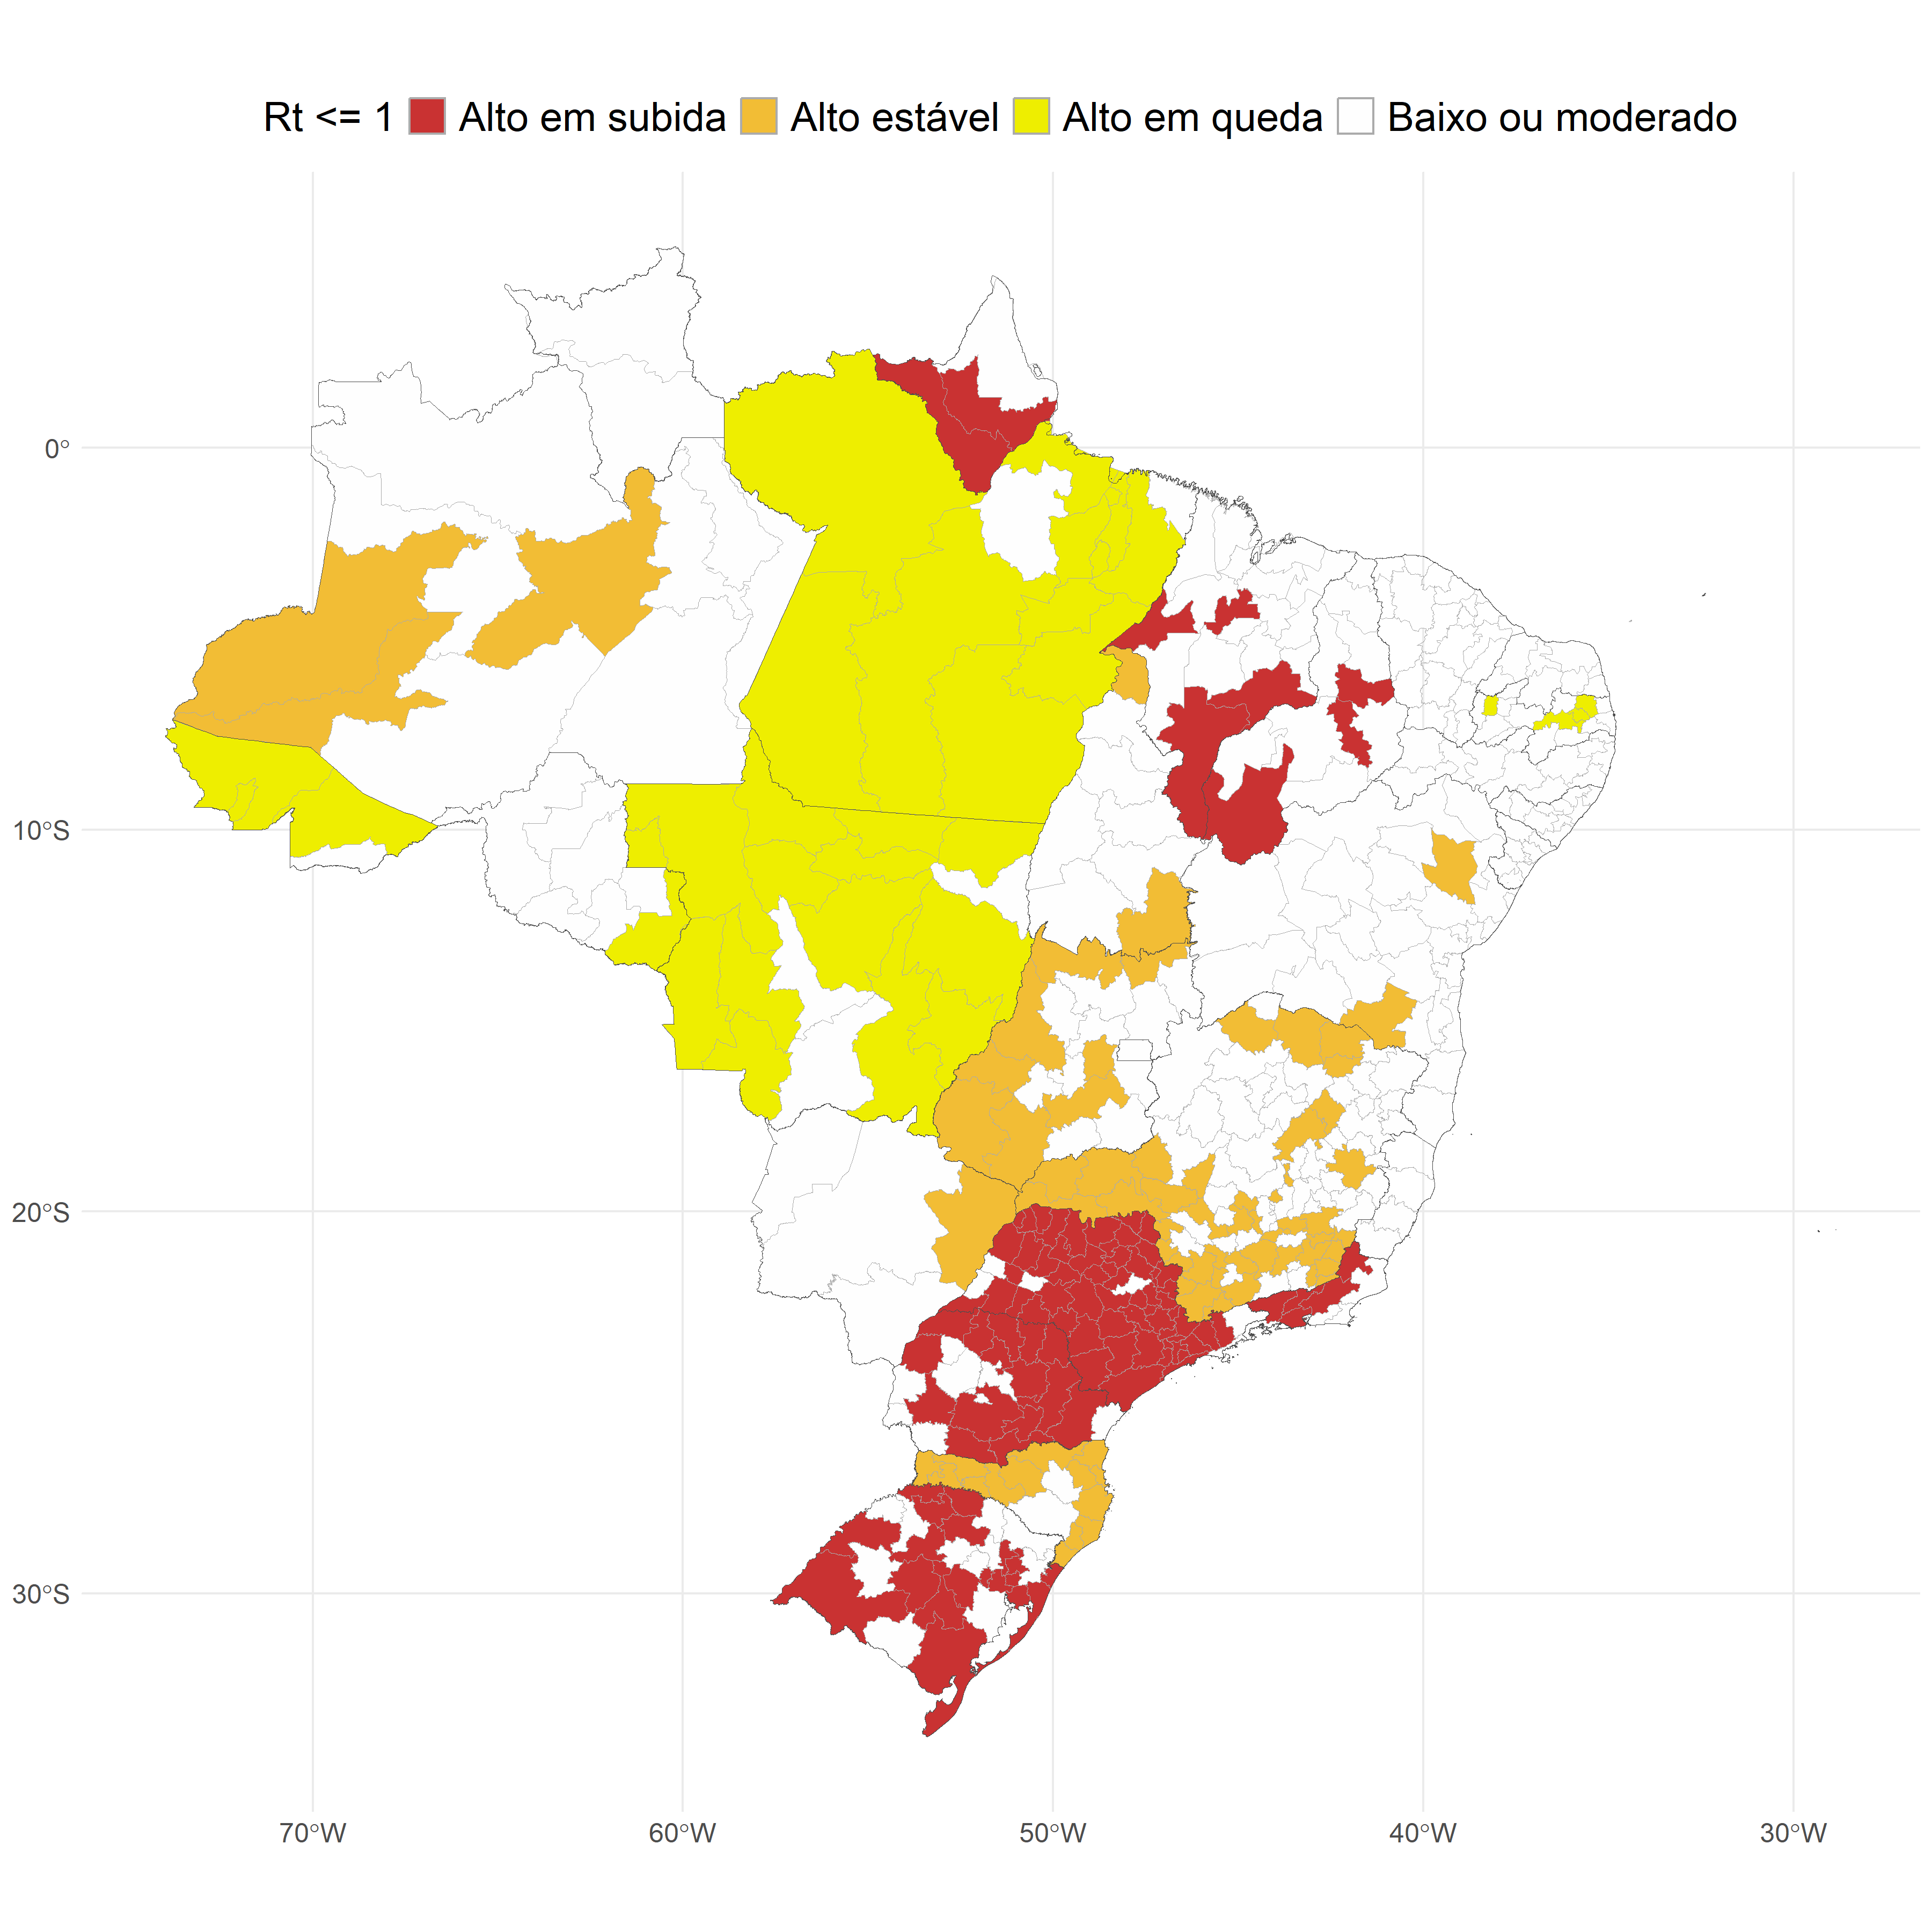 Rt <= 1 Alto em subida Alto estável Alto em queda Baixo ou moderado
0°
10°S
20°S
30°S
70°W 60°W 50°W 40°W 30°W